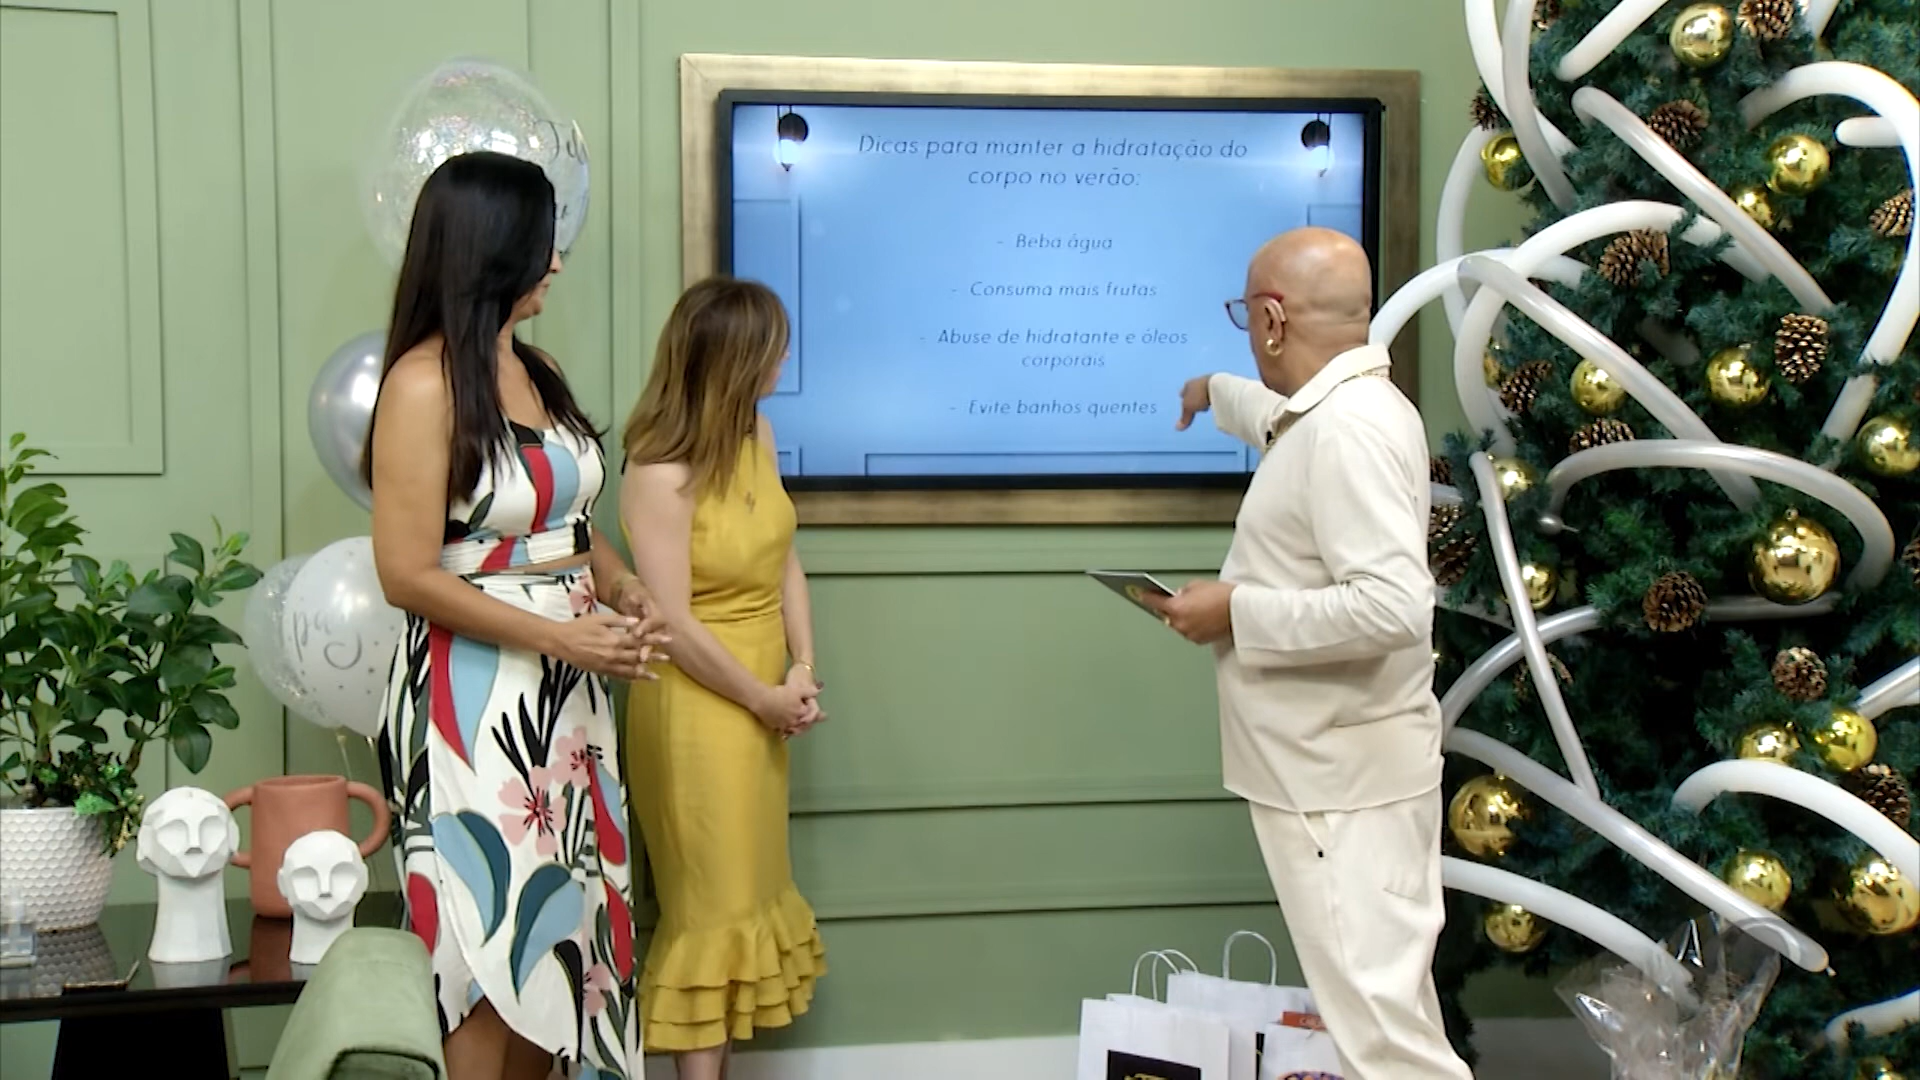 Dicas para manter a hidratação do
corpo no verão:
- Beba água
- Consuma mais frutas
- Abuse de hidratante e óleos
corporais
- Evite banhos quentes